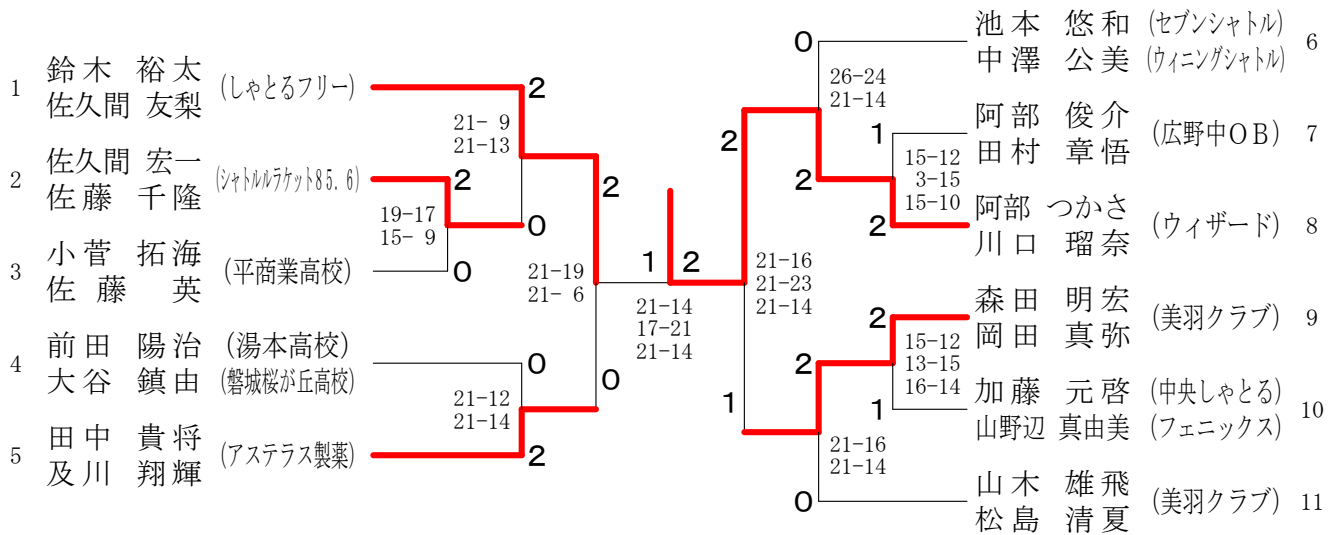 1 鈴木 裕太 (しゃとるフリー)
佐久間 友梨
2 佐久間 宏一 (シャトルルラケット85.6)
佐藤 千隆
3 小菅 拓海 (平商業高校)
佐藤 英
4 前田 陽治 (湯本高校)
大谷 鎮由 (磐城桜が丘高校)
5 田中 貴将 (アステラス製薬)
及川 翔輝
2
21- 9
21-13
0
2
19-17
15- 9
0
2
21-19
21- 6
0
0
21-12
21-14
2
1 2
21-14
17-21
21-14
2
21-16
21-23
21-14
1
0
26-24
21-14
2
1
15-12
3-15
15-10
2
2
15-12
13-15
16-14
1
2
21-16
21-14
0
池本 悠和 (セブンシャトル) 6
中澤 公美 (ウィニングシャトル)
阿部 俊介 (広野中OB) 7
田村 章悟
阿部 つかさ (ウィザード) 8
川口 瑠奈
森田 明宏 (美羽クラブ) 9
岡田 真弥
加藤 元啓 (中央しゃとる) 10
山野辺 真由美 (フェニックス)
山木 雄飛 (美羽クラブ) 11
松島 清夏